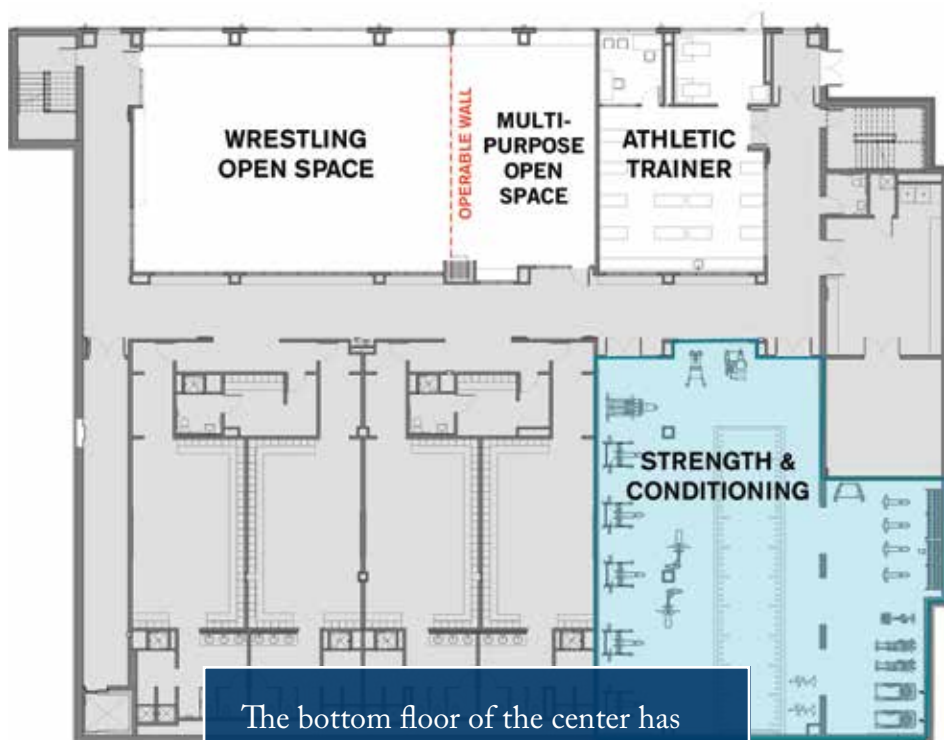 WRESTLING
OPEN SPACE
OPERABLE WALL
MULTI-
PURPOSE
OPEN
SPACE
ATHLETIC
TRAINER
STRENGTH &
CONDITIONING
The bottom floor of the center has